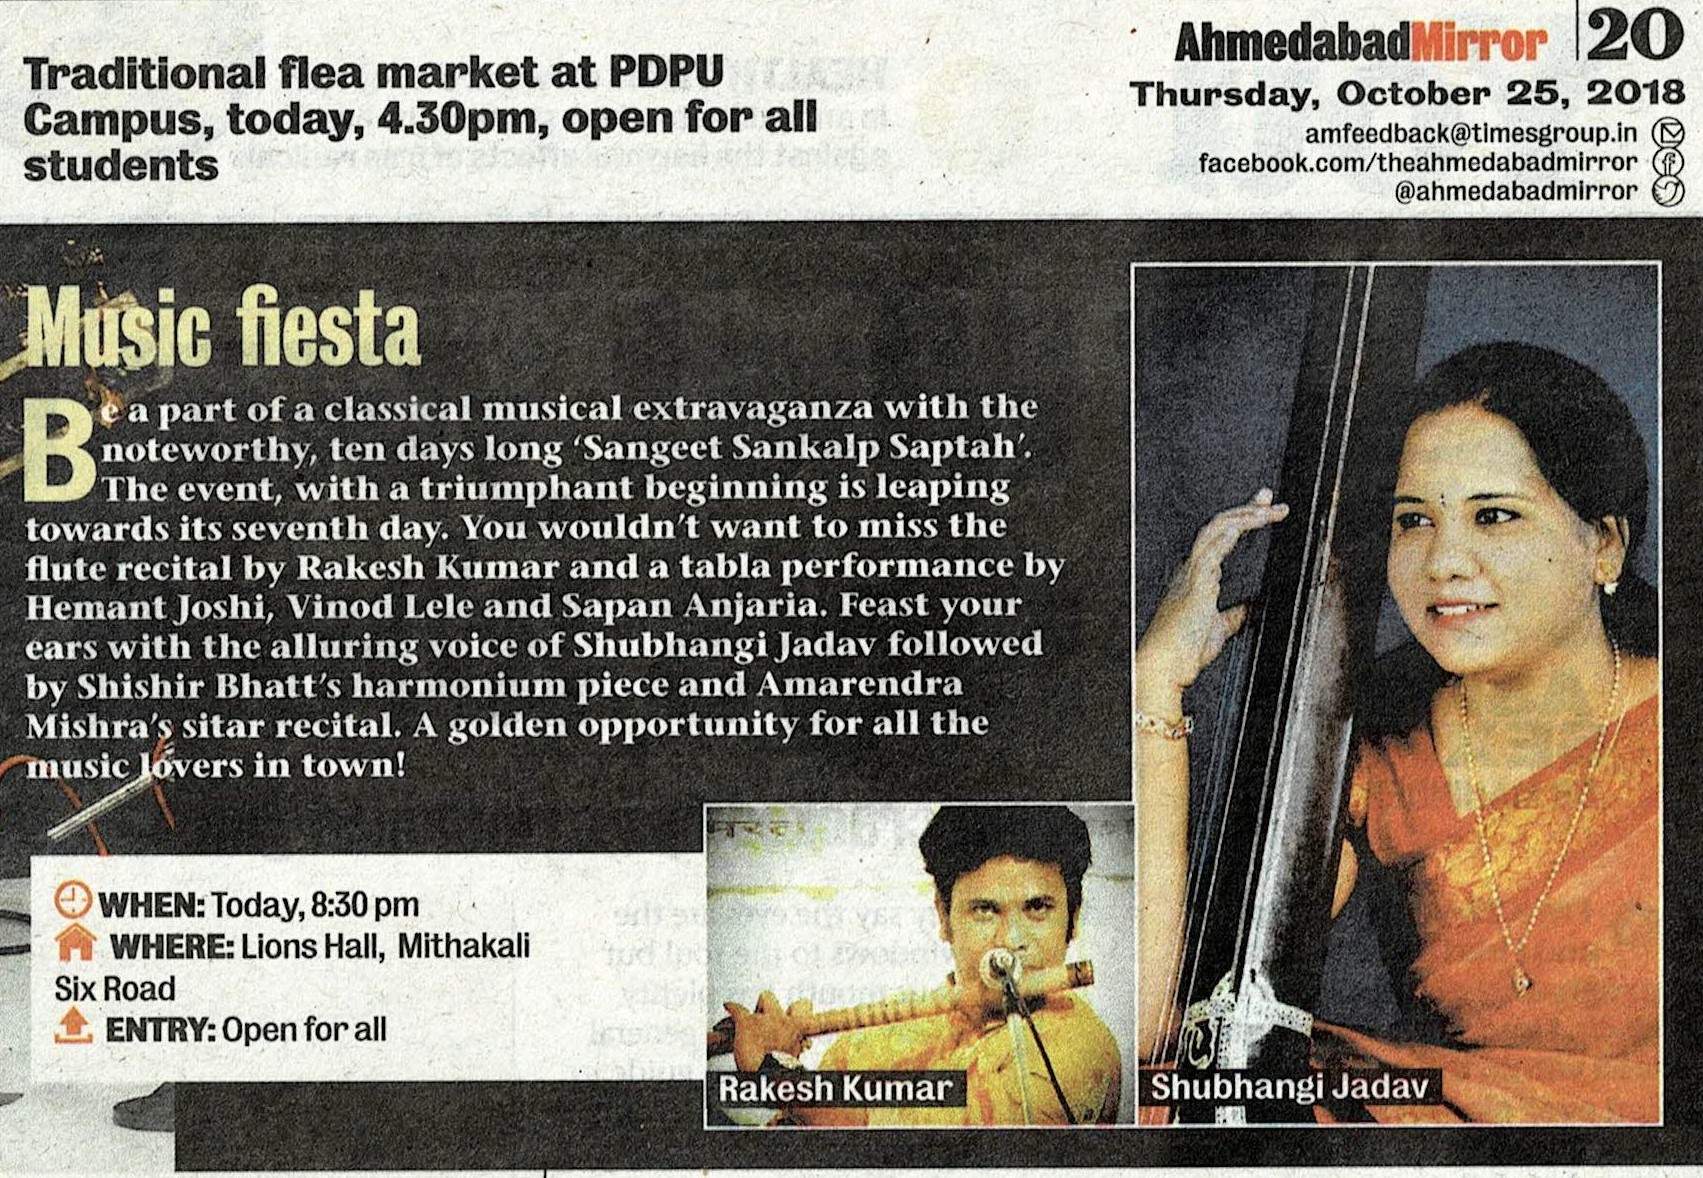 Traditional flea market at PDPU
Campus, today, 4.30pm, open for all
students
AhmedabadMirror 20
Thursday, October 25, 2018
amfeedback@timesgroup.in
facebook.com/theahmedabadmirror
@ahmedabadmirror
Music fiesta
Be a part of a classical musical extravaganza with the
noteworthy, ten days long ‘Sangeet Sankalp Saptah’.
The event, with a triumphant beginning is leaping
towards its seventh day. You wouldn’t want to miss the
flute recital by Rakesh Kumar and a tabla performance by
Hemant Joshi, Vinod Lele and Sapan Anjaria. Feast your
ears with the alluring voice of Shubhangi Jadav followed
by Shishir Bhatt’s harmonium piece and Amarendra
Mishra’s sitar recital. A golden opportunity for all the
music lovers in town!
WHEN: Today, 8:30 pm
WHERE: Lions Hall, Mithakali
Six Road
ENTRY: Open for all
Rakesh Kumar
Shubhangi Jadav